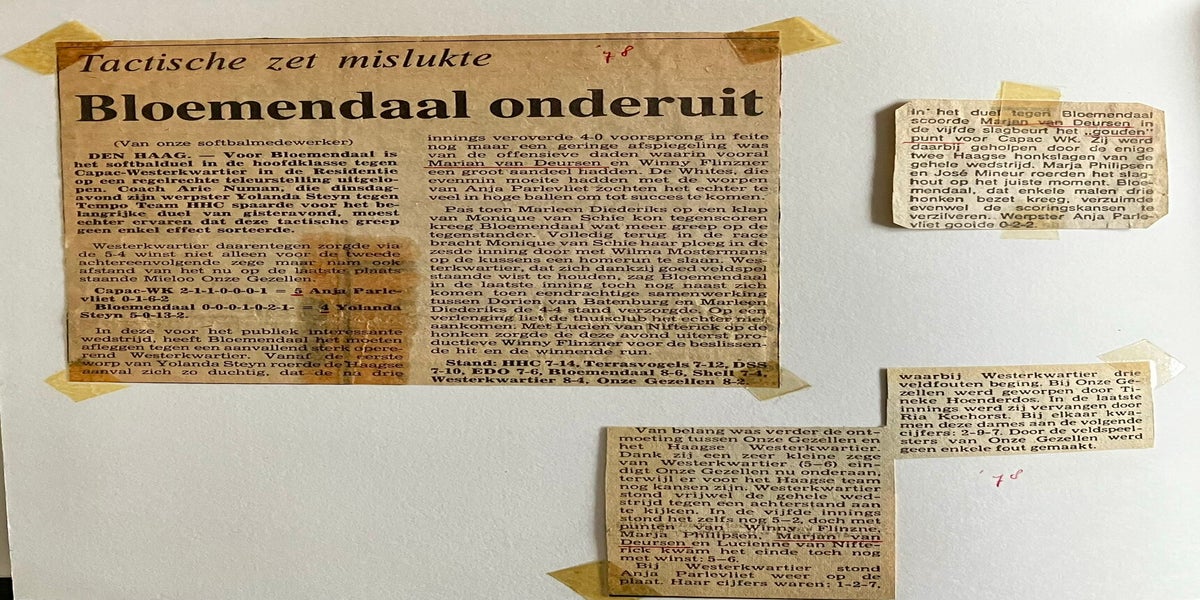 Tactische zet mislukte
'78
Bloemendaal onderuit
(Van onze softbalmedewerker)
DEN HAAG. — Voor Bloemendaal is
het softbalduel in de hoofdklasse tegen
Capac-Westerkwartier in de Residentie
op een regelrechte teleurstelling uitgelo-
pen. Coach Arie Numan, die dinsdag-
avond zijn werpster Yolanda Steyn tegen
Tempo Team HHC spaarde voor het be-
langrijke duel van gisteravond, moest
echter ervaren dat deze tactische greep
geen enkel effect sorteerde.
Westerkwartier daarentegen zorgde via
de 5-4 winst niet alleen voor de tweede
achtereenvolgende zege maar nam ook
afstand van het nu op de laatste plaats
staande Mieloo Onze Gezellen.
Capac-WK 2-1-1-0-0-0-1 = 5 Anja Parle-
vliet 0-1-6-2
Bloemendaal 0-0-0-1-0-2-1- = 4 Yolanda
Steyn 5-0-13-2.
In deze voor het publiek interessante
wedstrijd, heeft Bloemendaal het moeten
afleggen tegen een aanvallend sterk opere-
rend Westerkwartier. Vanaf de eerste
worp van Yolanda Steyn roerde de Haagse
aanval zich zo duchtig, dat de in drie
innings veroverde 4-0 voorsprong in feite
nog maar een geringe afspiegeling was
van de offensieve daden waarin vooral
Marjan van Deursen en Winny Flinzner
een groot aandeel hadden. De Whites, die
evenmin moeite hadden met de worpen
van Anja Parlevliet zochten het echter te
veel in hoge ballen om tot succes te komen.
Pas toen Marleen Diederiks op een klap
van Monique van Schie kon tegenscoren
kreeg Bloemendaal wat meer greep op de
tegenstander. Volledig terug in de race
bracht Monique van Schie haar ploeg in de
zesde inning door met Wilma Mostermans
op de kussens een homerun te slaan. Wes-
terkwartier, dat zich dankzij goed veldspel
staande wist te houden, zag Bloemendaal
in de laatste inning toch nog naast zich
komen toen eendrachtige samenwerking
tussen Dorien van Batenburg en Marleen
Diederiks de 4-4 stand verzorgde. Op een
verlenging liet de thuisclub het echter niet
aankomen. Met Lucien van Nifterick op de
honken zorgde de deze avond uiterst pro-
ductieve Winny Flinzner voor de beslissen-
de hit en de winnende run.
Stand: HHC 7-14, Terrasvogels 7-12, DSS
7-10, EDO 7-6, Bloemendaal 8-6, Shell 7-4,
Westerkwartier 8-4, Onze Gezellen 8-2.
In het duel tegen Bloemendaal
scoorde Marjan van Deursen in
de vijfde slagbeurt het „gouden"
punt voor Capac WK. Zij werd
daarbij geholpen door de enige
twee Haagse honkslagen van de
gehele wedstrijd. Marja Philipsen
en José Mineur roerden het slag-
hout op het juiste moment. Bloe-
mendaal, dat enkele malen drie
honken bezet kreeg, verzuimde
evenwel de scoringskansen te
verzilveren. Werpster Anja Parle-
vliet gooide 0-2-2.
Van belang was verder de ont-
moeting tussen Onze Gezellen en
het Haagse Westerkwartier.
Dank zij een zeer kleine zege
van Westerkwartier (5—6) ein-
digt Onze Gezellen nu onderaan,
terwijl er voor het Haagse team
nog kansen zijn. Westerkwartier
stond vrijwel de gehele wed-
strijd tegen een achterstand aan
te kijken. In de vijfde innings
stond het zelfs nog 5—2, doch met
punten van Winny Flinzne,
Marja Philipsen, Marjan van
Deursen en Lucienne van Nifte-
rick kwam het einde toch nog
met winst: 5—6.
Bij Westerkwartier stond
Anja Parlevliet weer op de
plaat. Haar cijfers waren: 1-2-7,
waarbij Westerkwartier drie
veldfouten beging. Bij Onze Ge-
zellen werd geworpen door Ti-
neke Hoenderdos. In de laatste
innings werd zij vervangen door
Ria Koehorst. Bij elkaar kwa-
men deze dames aan de volgende
cijfers: 2-9-7. Door de veldspeel-
sters van Onze Gezellen werd
geen enkele fout gemaakt.
'78